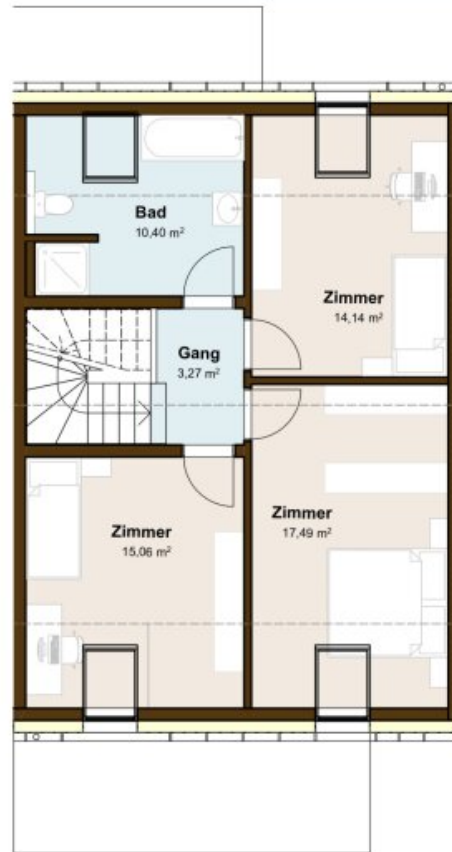 Bad
10,40 m²
Zimmer
14,14 m²
Gang
3,27 m²
Zimmer
17,49 m²
Zimmer
15,06 m²